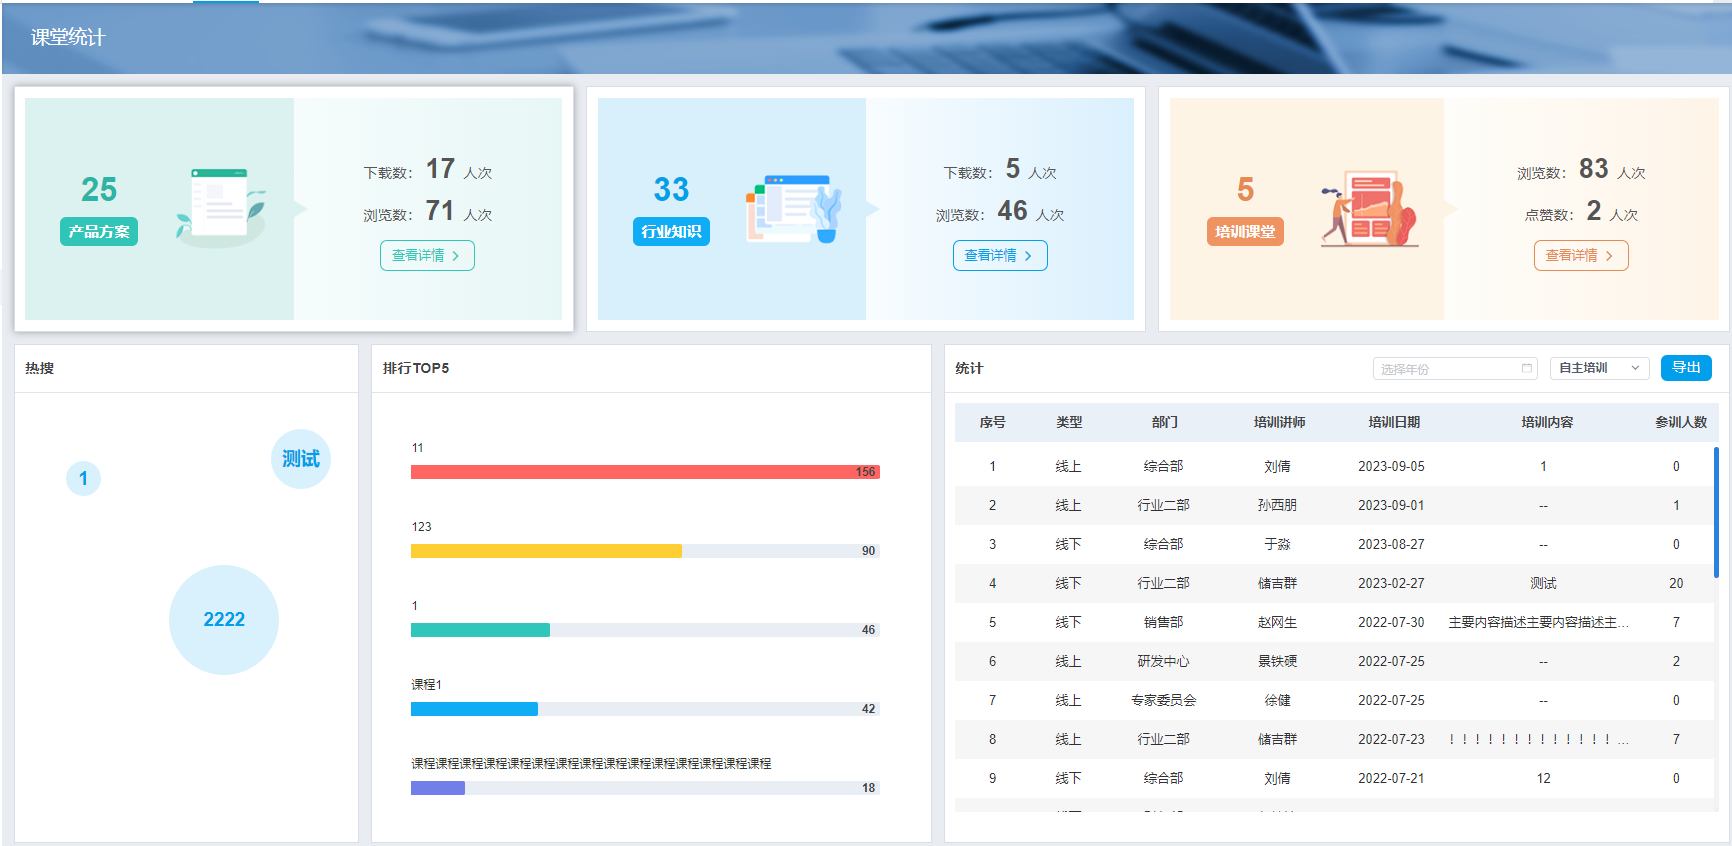 课堂统计
25
产品方案
下载数： 17 人次
浏览数： 71 人次
查看详情 >
33
行业知识
下载数： 5 人次
浏览数： 46 人次
查看详情 >
5
培训课堂
浏览数： 83 人次
点赞数： 2 人次
查看详情 >
热搜
1
测试
2222
排行TOP5
11
156
123
90
1
46
课程1
42
课程课程课程课程课程课程课程课程课程课程课程课程课程课程课程
18
统计
选择年份
自主培训
导出
序号 类型 部门 培训讲师 培训日期 培训内容 参训人数
1 线上 综合部 刘倩 2023-09-05 1 0
2 线上 行业二部 孙西朋 2023-09-01 -- 1
3 线下 综合部 于淼 2023-08-27 -- 0
4 线下 行业二部 储吉群 2023-02-27 测试 20
5 线下 销售部 赵网生 2022-07-30 主要内容描述主要内容描述主... 7
6 线上 研发中心 景铁硬 2022-07-25 -- 2
7 线上 专家委员会 徐健 2022-07-25 -- 0
8 线上 行业二部 储吉群 2022-07-23 ！！！！！！！！！！！！！... 7
9 线下 综合部 刘倩 2022-07-21 12 0